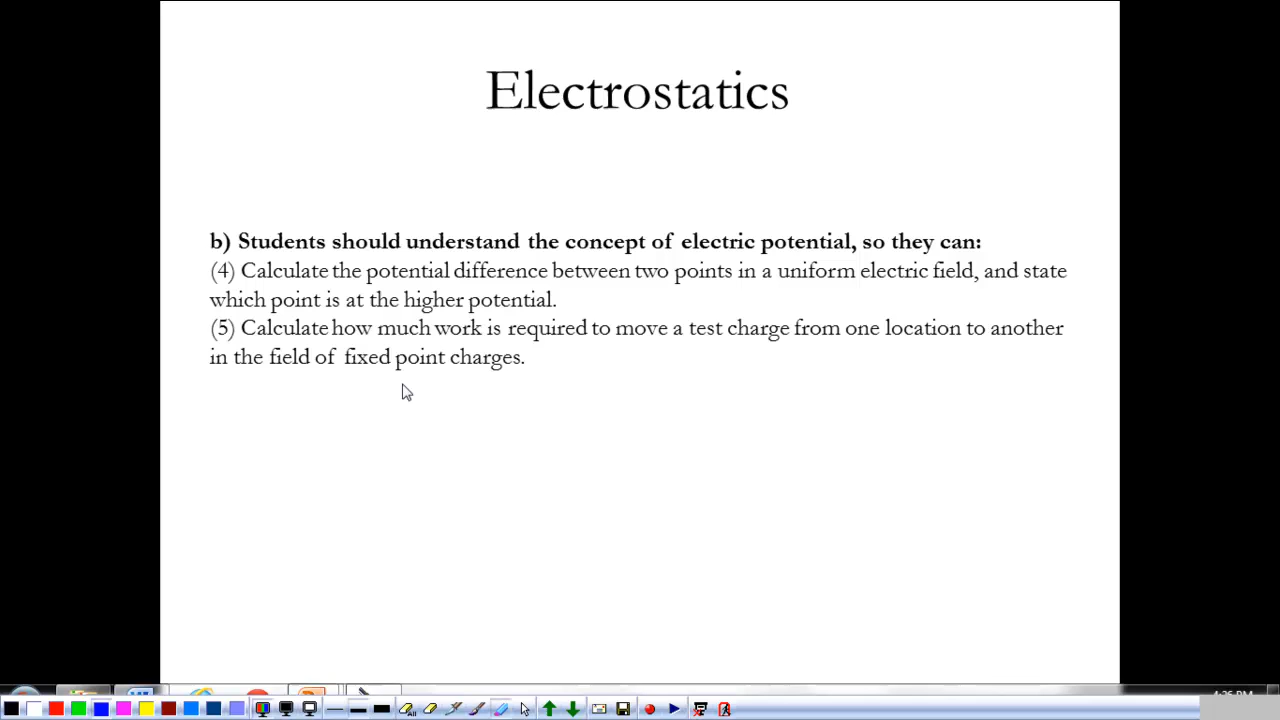 Electrostatics
b) Students should understand the concept of electric potential, so they can:
(4) Calculate the potential difference between two points in a uniform electric field, and state
which point is at the higher potential.
(5) Calculate how much work is required to move a test charge from one location to another
in the field of fixed point charges.